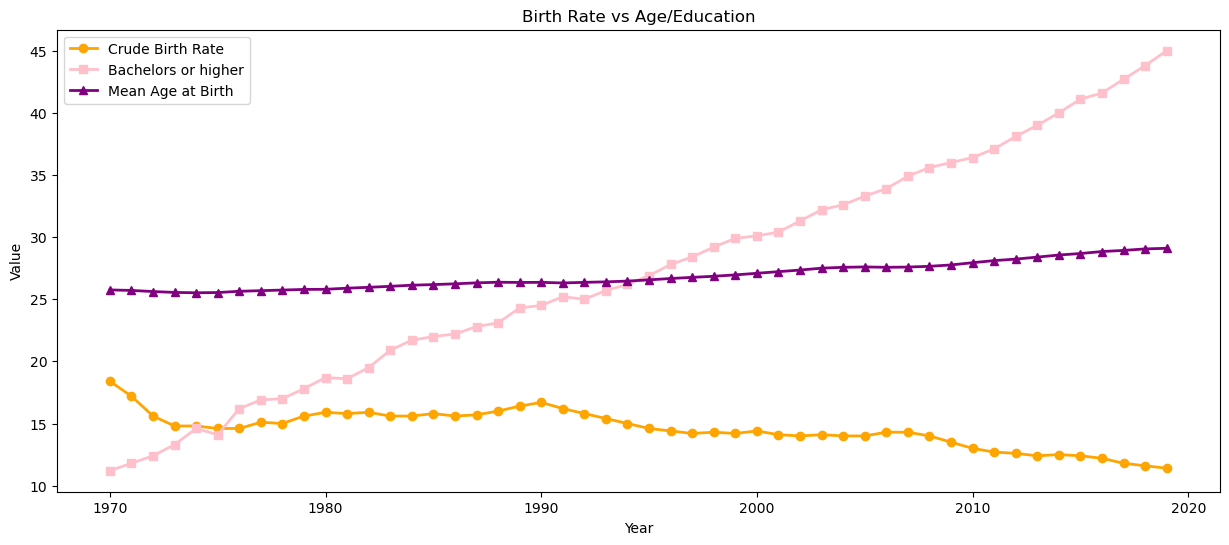 Birth Rate vs Age/Education
Crude Birth Rate
Bachelors or higher
Mean Age at Birth
Value
45
40
35
30
25
20
15
10
1970 1980 1990 2000 2010 2020
Year